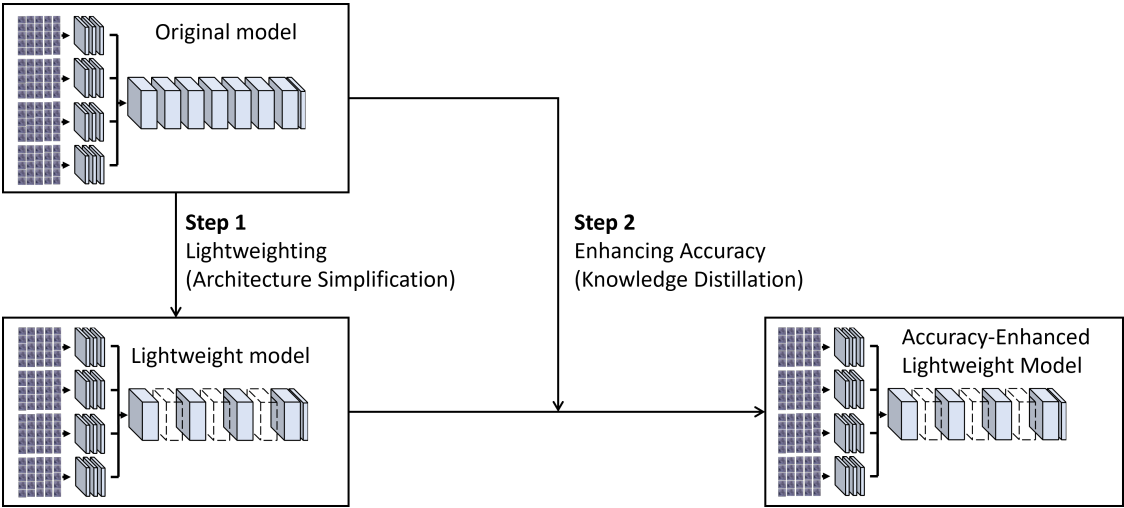 Original model
Step 1
Lightweighting
(Architecture Simplification)
Step 2
Enhancing Accuracy
(Knowledge Distillation)
Lightweight model
Accuracy-Enhanced
Lightweight Model